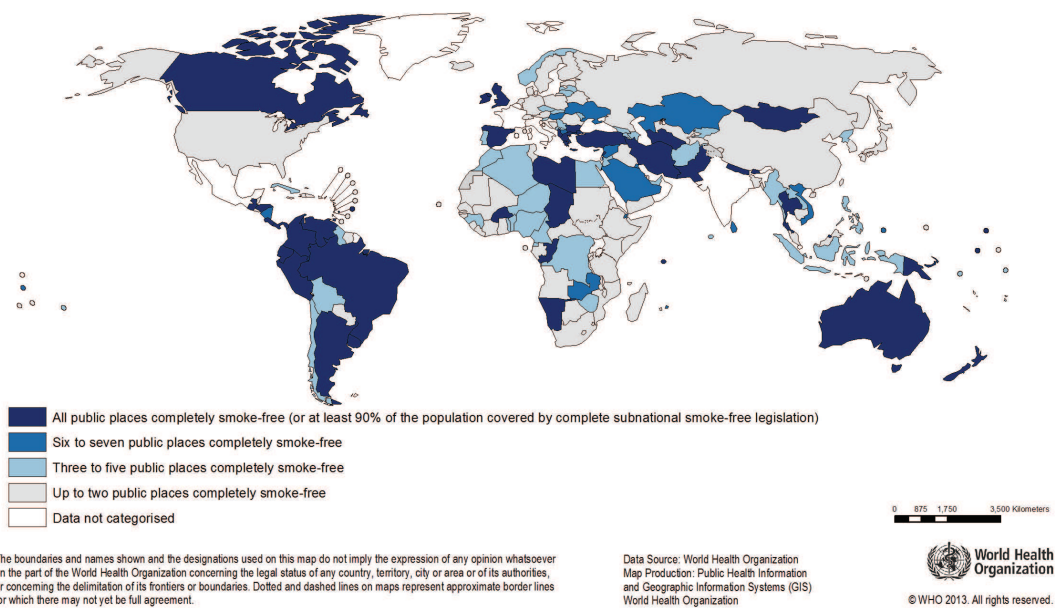 All public places completely smoke-free (or at least 90% of the population covered by complete subnational smoke-free legislation)
Six to seven public places completely smoke-free
Three to five public places completely smoke-free
Up to two public places completely smoke-free
Data not categorised
0 875 1,750 3,500 Kilometers
he boundaries and names shown and the designations used on this map do not imply the expression of any opinion whatsoever
n the part of the World Health Organization concerning the legal status of any country, territory, city or area or of its authorities,
r concerning the delimitation of its frontiers or boundaries. Dotted and dashed lines on maps represent approximate border lines
or which there may not yet be full agreement.
Data Source: World Health Organization
Map Production: Public Health Information
and Geographic Information Systems (GIS)
World Health Organization
World Health
Organization
© WHO 2013. All rights reserved.